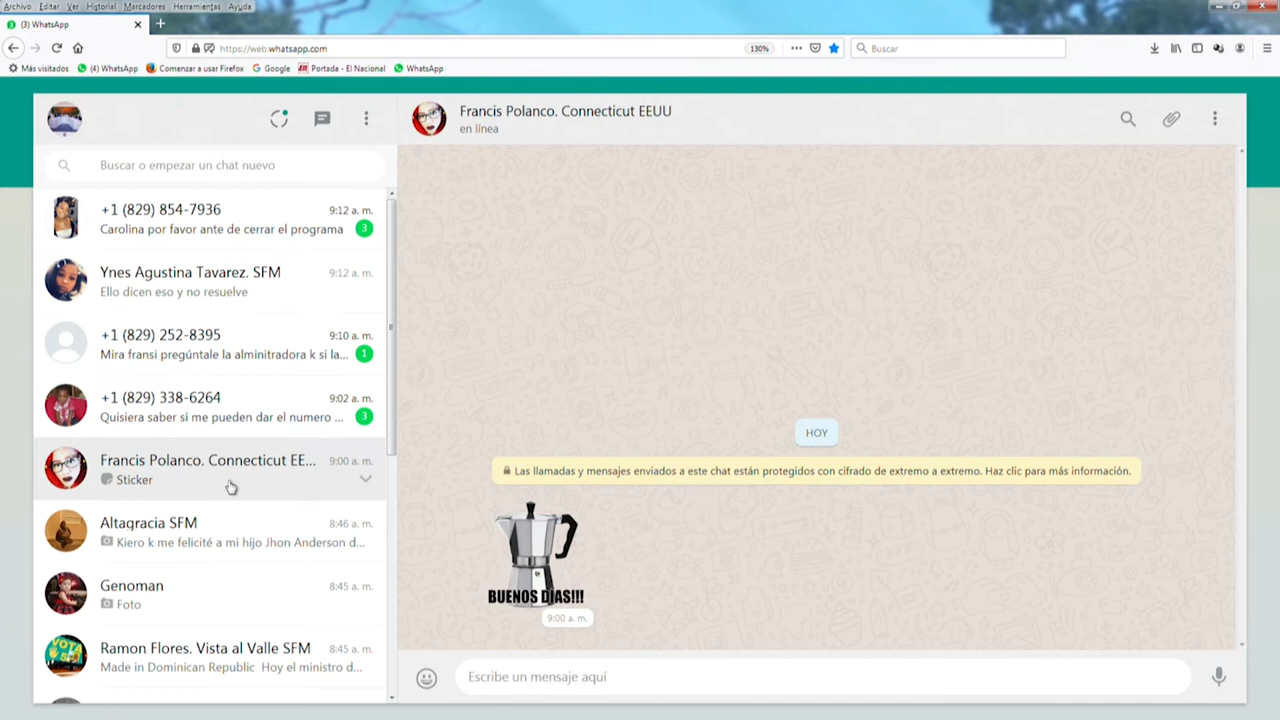 Archivo Editar Ver Historial Marcadores Herramientas Ayuda
(3) WhatsApp
https://web.whatsapp.com
130%
Buscar
Más visitados (4) WhatsApp Comenzar a usar Firefox Google Portada - El Nacional WhatsApp
Buscar o empezar un chat nuevo
+1 (829) 854-7936 9:12 a. m.
Carolina por favor ante de cerrar el programa 3
Ynes Agustina Tavarez. SFM 9:12 a. m.
Ello dicen eso y no resuelve
+1 (829) 252-8395 9:10 a. m.
Mira fransi pregúntale la alminitradora k si la... 1
+1 (829) 338-6264 9:02 a. m.
Quisiera saber si me pueden dar el numero ... 3
Francis Polanco. Connecticut EE... 9:00 a. m.
Sticker
Altagracia SFM 8:46 a. m.
Kiero k me felicité a mi hijo Jhon Anderson d...
Genoman 8:45 a. m.
Foto
Ramon Flores. Vista al Valle SFM 8:45 a. m.
Made in Dominican Republic Hoy el ministro d...
Francis Polanco. Connecticut EEUU
en línea
HOY
Las llamadas y mensajes enviados a este chat están protegidos con cifrado de extremo a extremo. Haz clic para más información.
BUENOS DIAS!!!
9:00 a. m.
Escribe un mensaje aquí